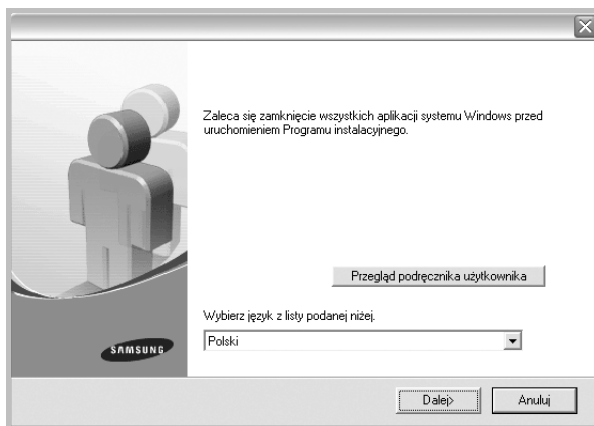 Zaleca się zamknięcie wszystkich aplikacji systemu Windows przed
uruchomieniem Programu instalacyjnego.
Przegląd podręcznika użytkownika
Wybierz język z listy podanej niżej.
Polski
SAMSUNG
Dalej>
Anuluj